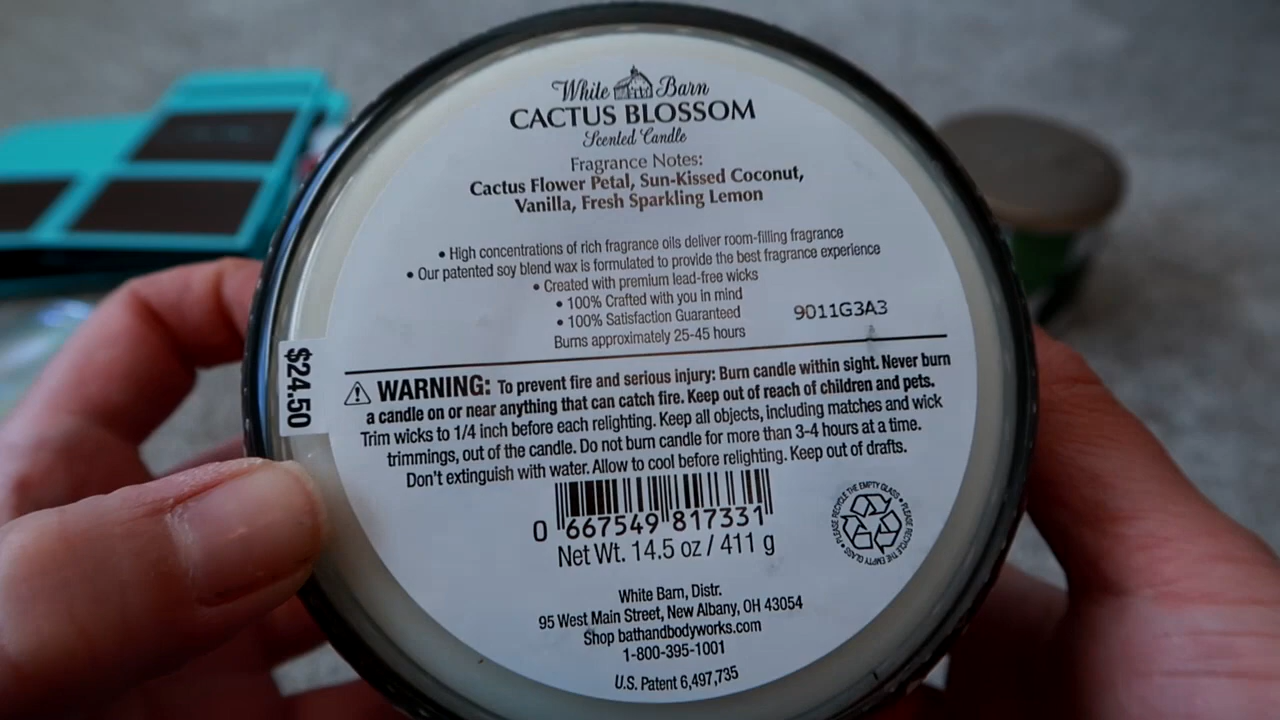 White Barn
CACTUS BLOSSOM
Scented Candle
Fragrance Notes:
Cactus Flower Petal, Sun-Kissed Coconut,
Vanilla, Fresh Sparkling Lemon
• High concentrations of rich fragrance oils deliver room-filling fragrance
• Our patented soy blend wax is formulated to provide the best fragrance experience
• Created with premium lead-free wicks
• 100% Crafted with you in mind
• 100% Satisfaction Guaranteed
9011G3A3
Burns approximately 25-45 hours
$24.50
WARNING: To prevent fire and serious injury: Burn candle within sight. Never burn
a candle on or near anything that can catch fire. Keep out of reach of children and pets.
Trim wicks to 1/4 inch before each relighting. Keep all objects, including matches and wick
trimmings, out of the candle. Do not burn candle for more than 3-4 hours at a time.
Don't extinguish with water. Allow to cool before relighting. Keep out of drafts.
0 667549 817331
Net Wt. 14.5 oz / 411 g
PLEASE RECYCLE THE EMPTY GLASS • PLEASE RECYCLE THE EMPTY GLASS •
White Barn, Distr.
95 West Main Street, New Albany, OH 43054
Shop bathandbodyworks.com
1-800-395-1001
U.S. Patent 6,497,735